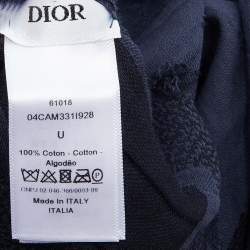 DIOR
61018
04CAM331I928
U
100% Coton - Cotton -
Algodão
Made in ITALY
ITALIA